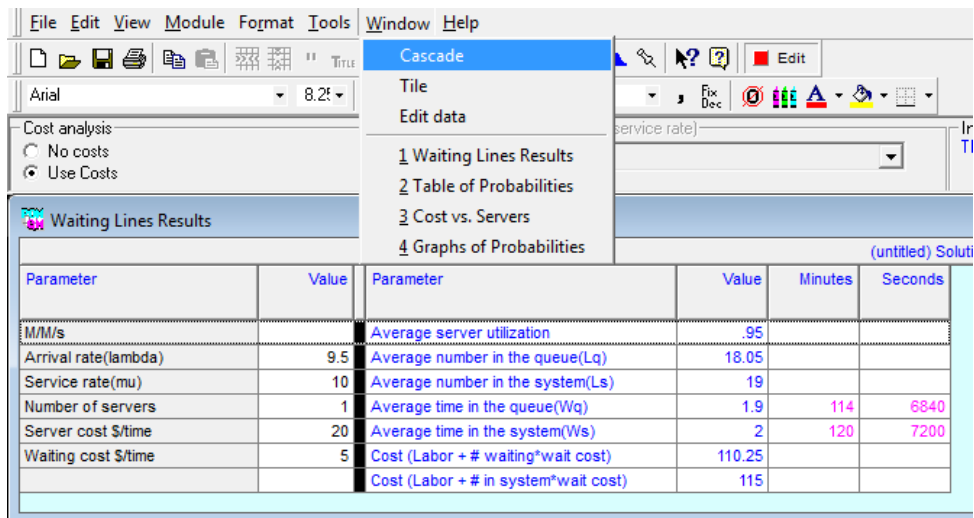 File Edit View Module Format Tools Window Help
" TITLE Edit
Arial 8.2 , Fix Dec A
Cascade
Tile
Edit data
1 Waiting Lines Results
2 Table of Probabilities
3 Cost vs. Servers
4 Graphs of Probabilities
Cost analysis service rate)
No costs
Use Costs
Waiting Lines Results
(untitled) Soluti
Parameter Value Parameter Value Minutes Seconds
M/M/s Average server utilization .95
Arrival rate(lambda) 9.5 Average number in the queue(Lq) 18.05
Service rate(mu) 10 Average number in the system(Ls) 19
Number of servers 1 Average time in the queue(Wq) 1.9 114 6840
Server cost $/time 20 Average time in the system(Ws) 2 120 7200
Waiting cost $/time 5 Cost (Labor + # waiting*wait cost) 110.25
Cost (Labor + # in system*wait cost) 115